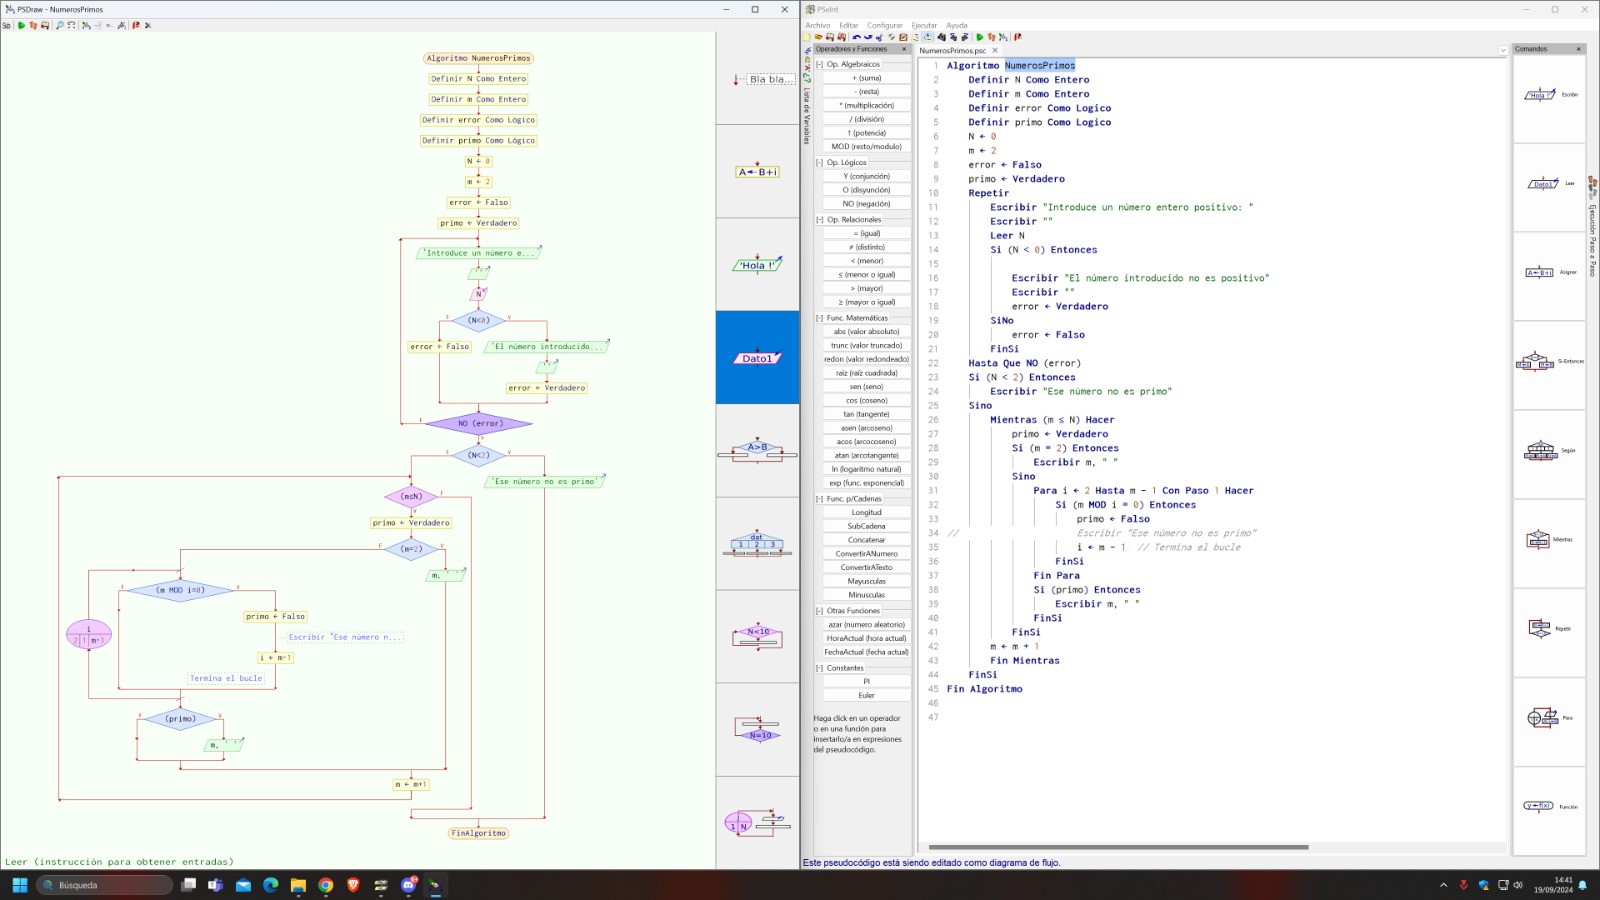 PSDraw - NumerosPrimos
Algoritmo NumerosPrimos
Definir N Como Entero
Definir m Como Entero
Definir error Como Lógico
Definir primo Como Lógico
N ← 0
m ← 2
error ← Falso
primo ← Verdadero
'Introduce un número e...
''
N
(N<0)
F
V
error ← Falso
'El número introducido...
''
error ← Verdadero
NO (error)
(N<2)
F
V
'Ese número no es primo'
(m≤N)
primo ← Verdadero
(m=2)
m, ' '
(m MOD i=0)
primo ← Falso
Escribir "Ese número n...
i ← m-1
Termina el bucle
i
2 1 m-1
(primo)
m, ' '
m ← m+1
FinAlgoritmo
Leer (instrucción para obtener entradas)
Bla bla...
A←B+i
'Hola !'
Dato1
A>B
dat
1 2 3
N<10
N=10
i
1 N
PSeInt
Archivo Editar Configurar Ejecutar Ayuda
Lista de Variables
Operadores y Funciones
[-] Op. Algebraicos
+ (suma)
- (resta)
* (multiplicación)
/ (división)
↑ (potencia)
MOD (resto/modulo)
[-] Op. Lógicos
Y (conjunción)
O (disyunción)
NO (negación)
[-] Op. Relacionales
= (igual)
≠ (distinto)
< (menor)
≤ (menor o igual)
> (mayor)
≥ (mayor o igual)
[-] Func. Matemáticas
abs (valor absoluto)
trunc (valor truncado)
redon (valor redondeado)
raiz (raíz cuadrada)
sen (seno)
cos (coseno)
tan (tangente)
asen (arcoseno)
acos (arcocoseno)
atan (arcotangente)
ln (logaritmo natural)
exp (func. exponencial)
[-] Func. p/Cadenas
Longitud
SubCadena
Concatenar
ConvertirANumero
ConvertirATexto
Mayusculas
Minusculas
[-] Otras Funciones
azar (numero aleatorio)
HoraActual (hora actual)
FechaActual (fecha actual)
[-] Constantes
PI
Euler
Haga click en un operador
o en una función para
insertarlo/a en expresiones
del pseudocódigo.
NumerosPrimos.psc
1 Algoritmo NumerosPrimos
2 Definir N Como Entero
3 Definir m Como Entero
4 Definir error Como Logico
5 Definir primo Como Logico
6 N ← 0
7 m ← 2
8 error ← Falso
9 primo ← Verdadero
10 Repetir
11 Escribir "Introduce un número entero positivo: "
12 Escribir ""
13 Leer N
14 Si (N < 0) Entonces
15
16 Escribir "El número introducido no es positivo"
17 Escribir ""
18 error ← Verdadero
19 SiNo
20 error ← Falso
21 FinSi
22 Hasta Que NO (error)
23 Si (N < 2) Entonces
24 Escribir "Ese número no es primo"
25 Sino
26 Mientras (m ≤ N) Hacer
27 primo ← Verdadero
28 Si (m = 2) Entonces
29 Escribir m, " "
30 Sino
31 Para i ← 2 Hasta m - 1 Con Paso 1 Hacer
32 Si (m MOD i = 0) Entonces
33 primo ← Falso
34 // Escribir "Ese número no es primo"
35 i ← m - 1 // Termina el bucle
36 FinSi
37 Fin Para
38 Si (primo) Entonces
39 Escribir m, " "
40 FinSi
41 FinSi
42 m ← m + 1
43 Fin Mientras
44 FinSi
45 Fin Algoritmo
46
47
Este pseudocódigo está siendo editado como diagrama de flujo.
Comandos
'Hola !'
Escribir
Dato1
Leer
A←B+i
Asignar
Si-Entonces
Según
Mientras
Repetir
Para
y←f(x)
Función
Ejecución Paso a Paso
Búsqueda
14:41
19/09/2024